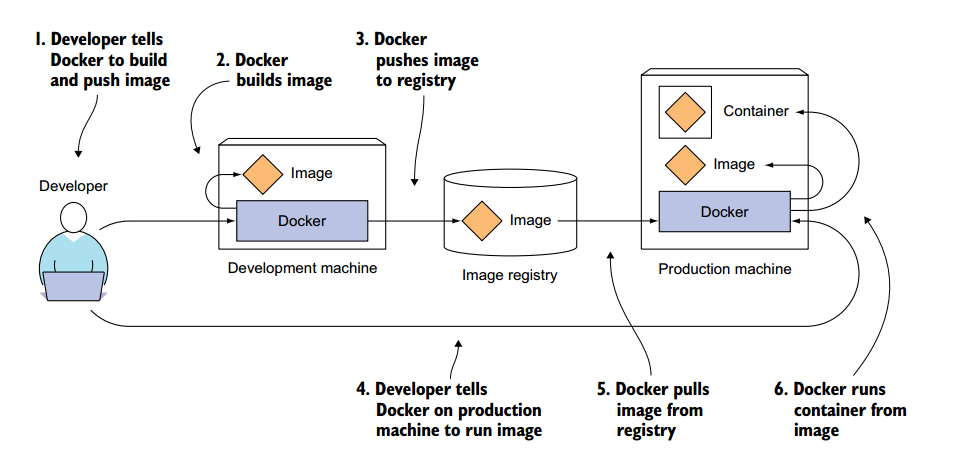 1. Developer tells
Docker to build
and push image
2. Docker
builds image
3. Docker
pushes image
to registry
Developer
Image
Docker
Development machine
Image
Image registry
Container
Image
Docker
Production machine
4. Developer tells
Docker on production
machine to run image
5. Docker pulls
image from
registry
6. Docker runs
container from
image